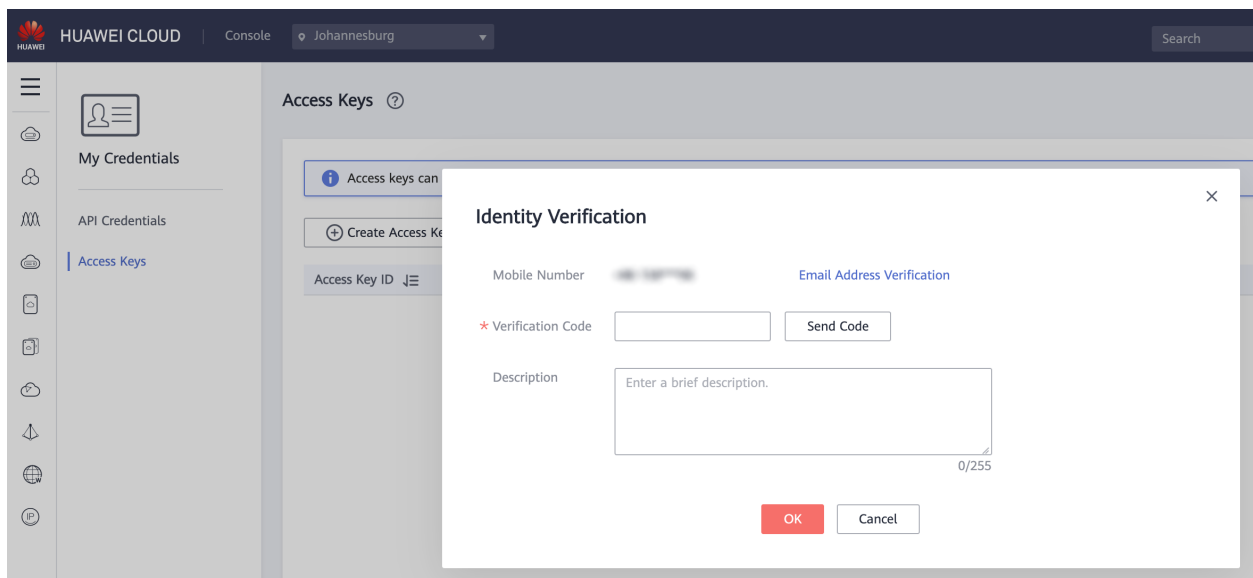 HUAWEI
HUAWEI CLOUD
Console
Johannesburg
Search
My Credentials
API Credentials
Access Keys
Access Keys ?
i Access keys can
Create Access Ke
Access Key ID
Identity Verification
Mobile Number
Email Address Verification
* Verification Code
Send Code
Description
Enter a brief description.
0/255
OK
Cancel
W
IP